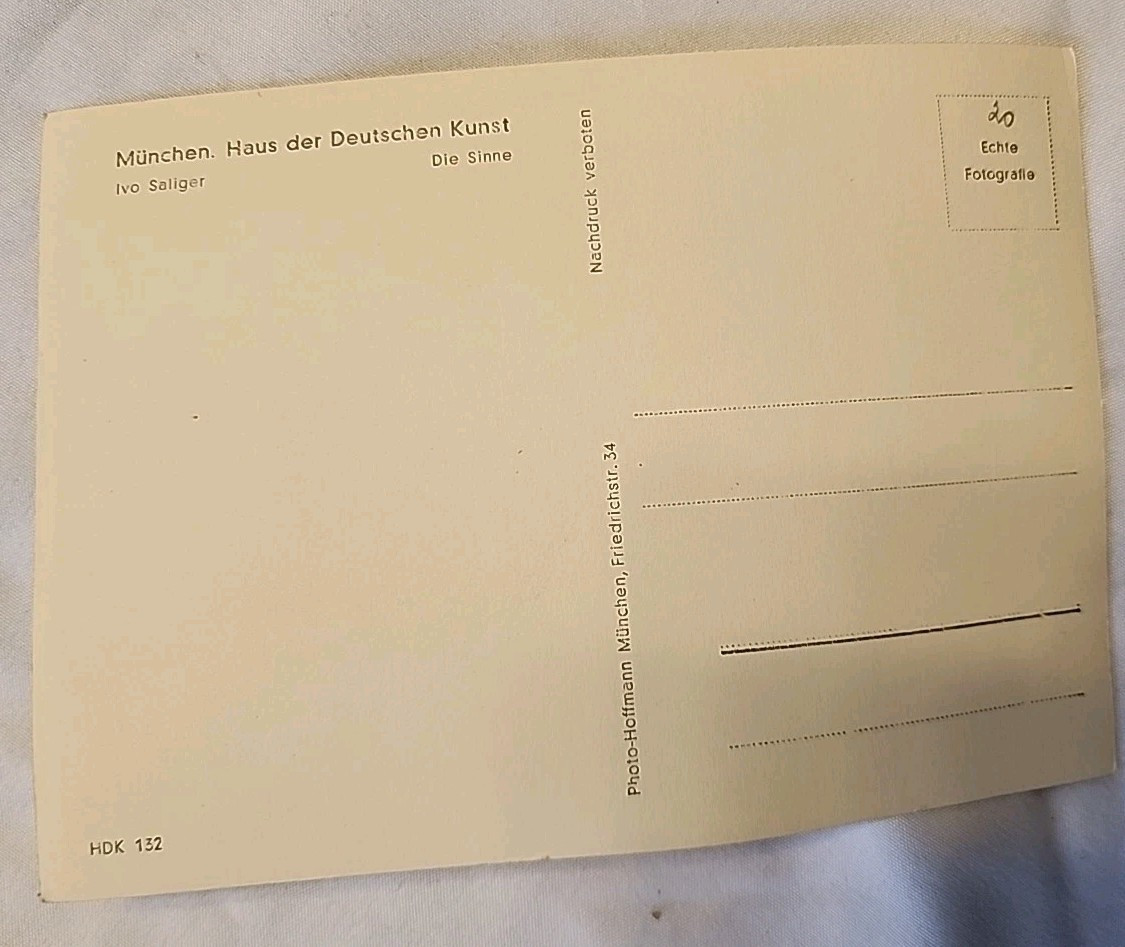 München. Haus der Deutschen Kunst
Ivo Saliger
Die Sinne
Nachdruck verboten
20
Echte
Fotografie
Photo-Hoffmann München, Friedrichstr. 34
HDK 132